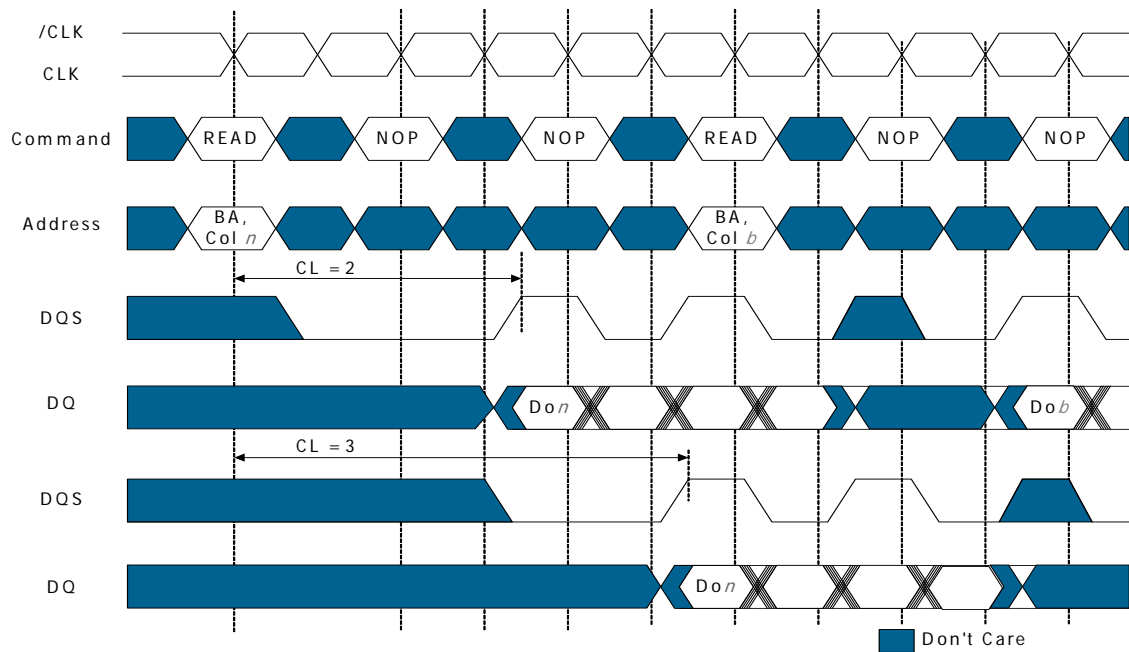 /CLK
CLK
Command READ NOP NOP READ NOP NOP
Address BA, Col n BA, Col b
CL = 2
DQS
DQ Do n Do b
CL = 3
DQS
DQ Do n
Don't Care